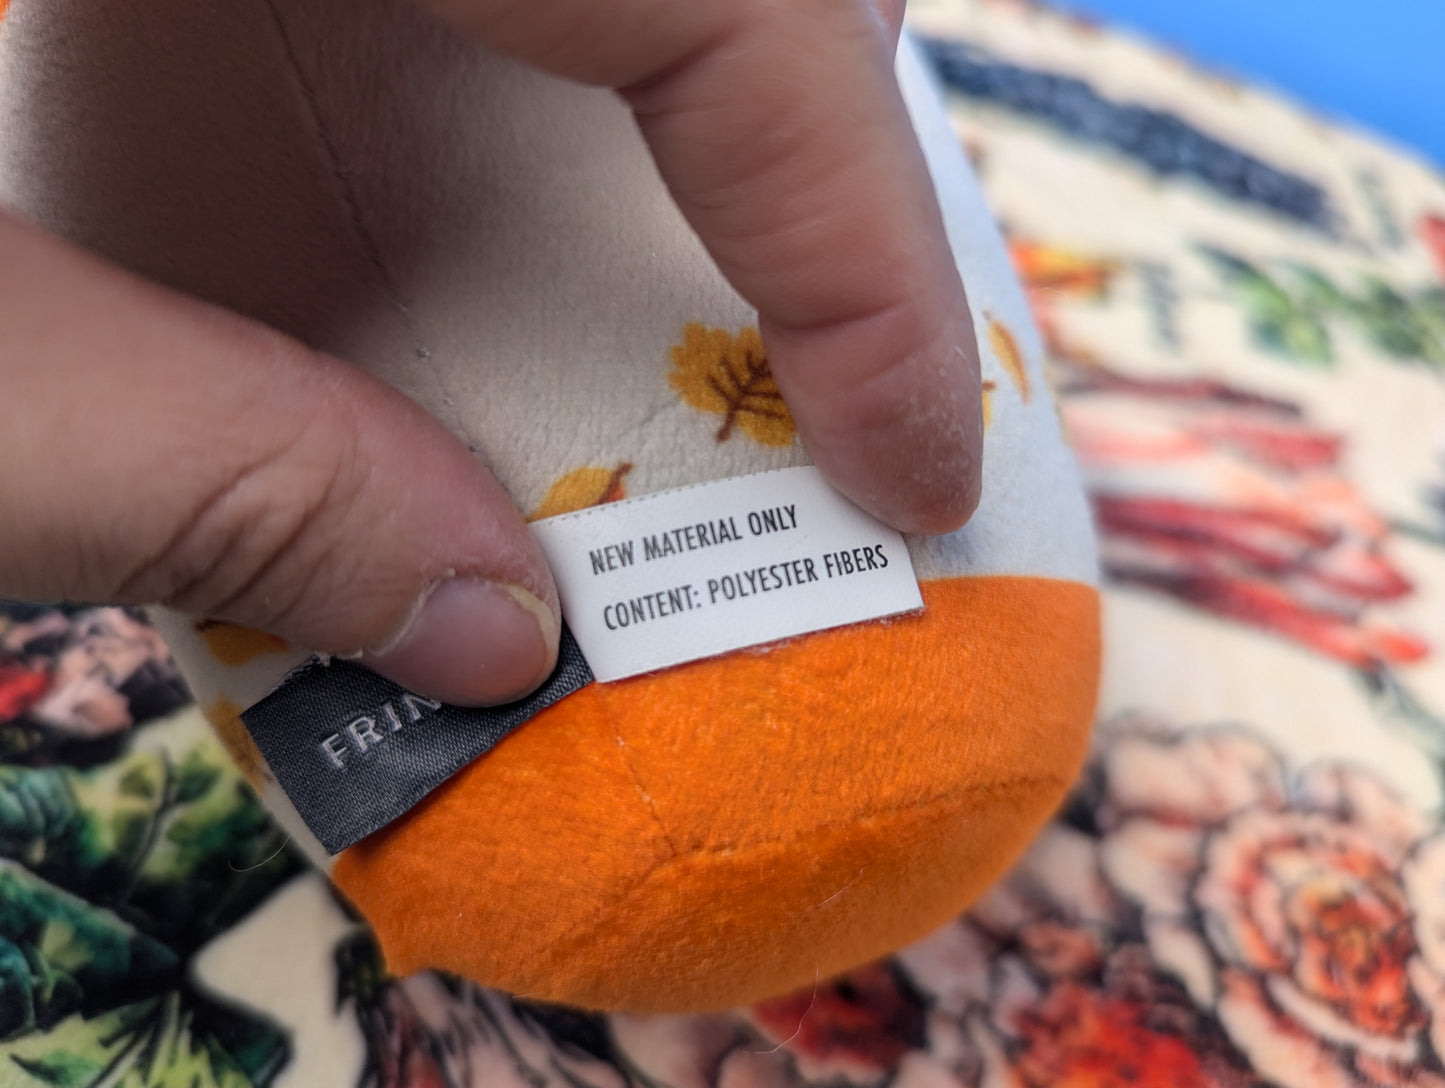 NEW MATERIAL ONLY
CONTENT: POLYESTER FIBERS